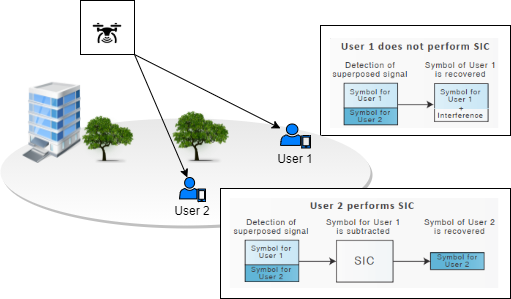 User 1 does not perform SIC
Detection of
superposed signal
Symbol of User 1
is recovered
Symbol for
User 1
Symbol for
User 2
Symbol for
User 1
+
Interference
User 1
User 2
User 2 performs SIC
Detection of
superposed signal
Symbol for User 1
is subtracted
Symbol of User 2
is recovered
Symbol for
User 1
Symbol for
User 2
SIC
Symbol for
User 2